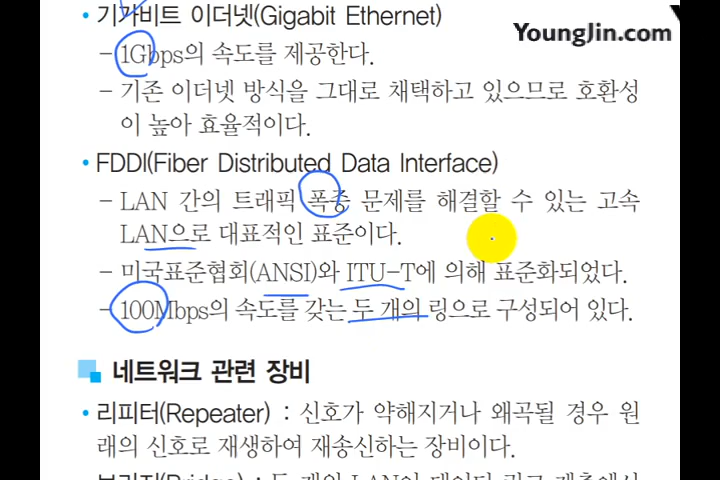 • 기가비트 이더넷(Gigabit Ethernet)
YoungJin.com
– 1Gbps의 속도를 제공한다.
– 기존 이더넷 방식을 그대로 채택하고 있으므로 호환성
이 높아 효율적이다.
• FDDI(Fiber Distributed Data Interface)
– LAN 간의 트래픽 폭증 문제를 해결할 수 있는 고속
LAN으로 대표적인 표준이다.
– 미국표준협회(ANSI)와 ITU-T에 의해 표준화되었다.
– 100Mbps의 속도를 갖는 두 개의 링으로 구성되어 있다.
네트워크 관련 장비
• 리피터(Repeater) : 신호가 약해지거나 왜곡될 경우 원
래의 신호로 재생하여 재송신하는 장비이다.